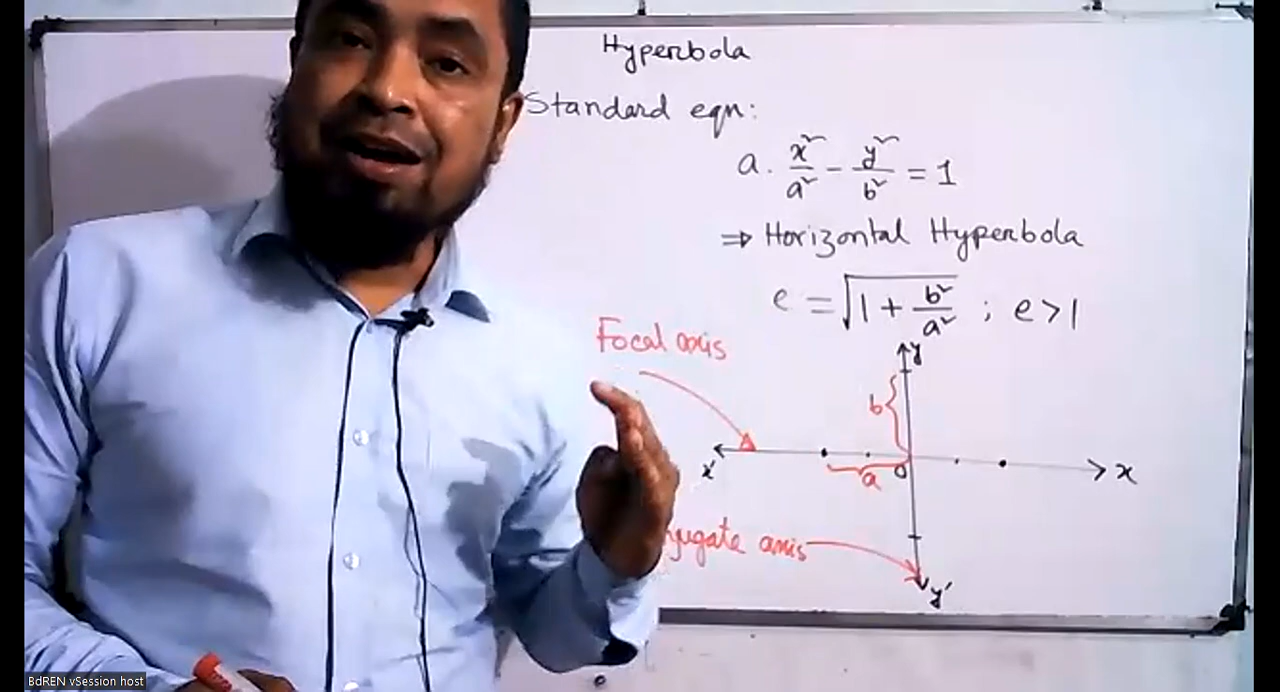 Hyperbola
Standard eqn:
a. x²/a² - y²/b² = 1
⇒ Horizontal Hyperbola
e = √(1 + b²/a²) ; e > 1
Focal axis
y
b
x'
a
O
x
jugate axis
y'
BdREN vSession host